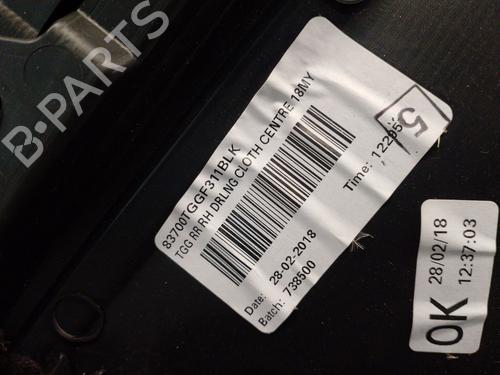 B-PARTS
83700TGGF311BLK
TGG RR RH DRLNG CLOTH CENTRE 18MY
Date: 28-02-2018
Batch: 738500
Time:
5
OK
28/02/18
12:37:03